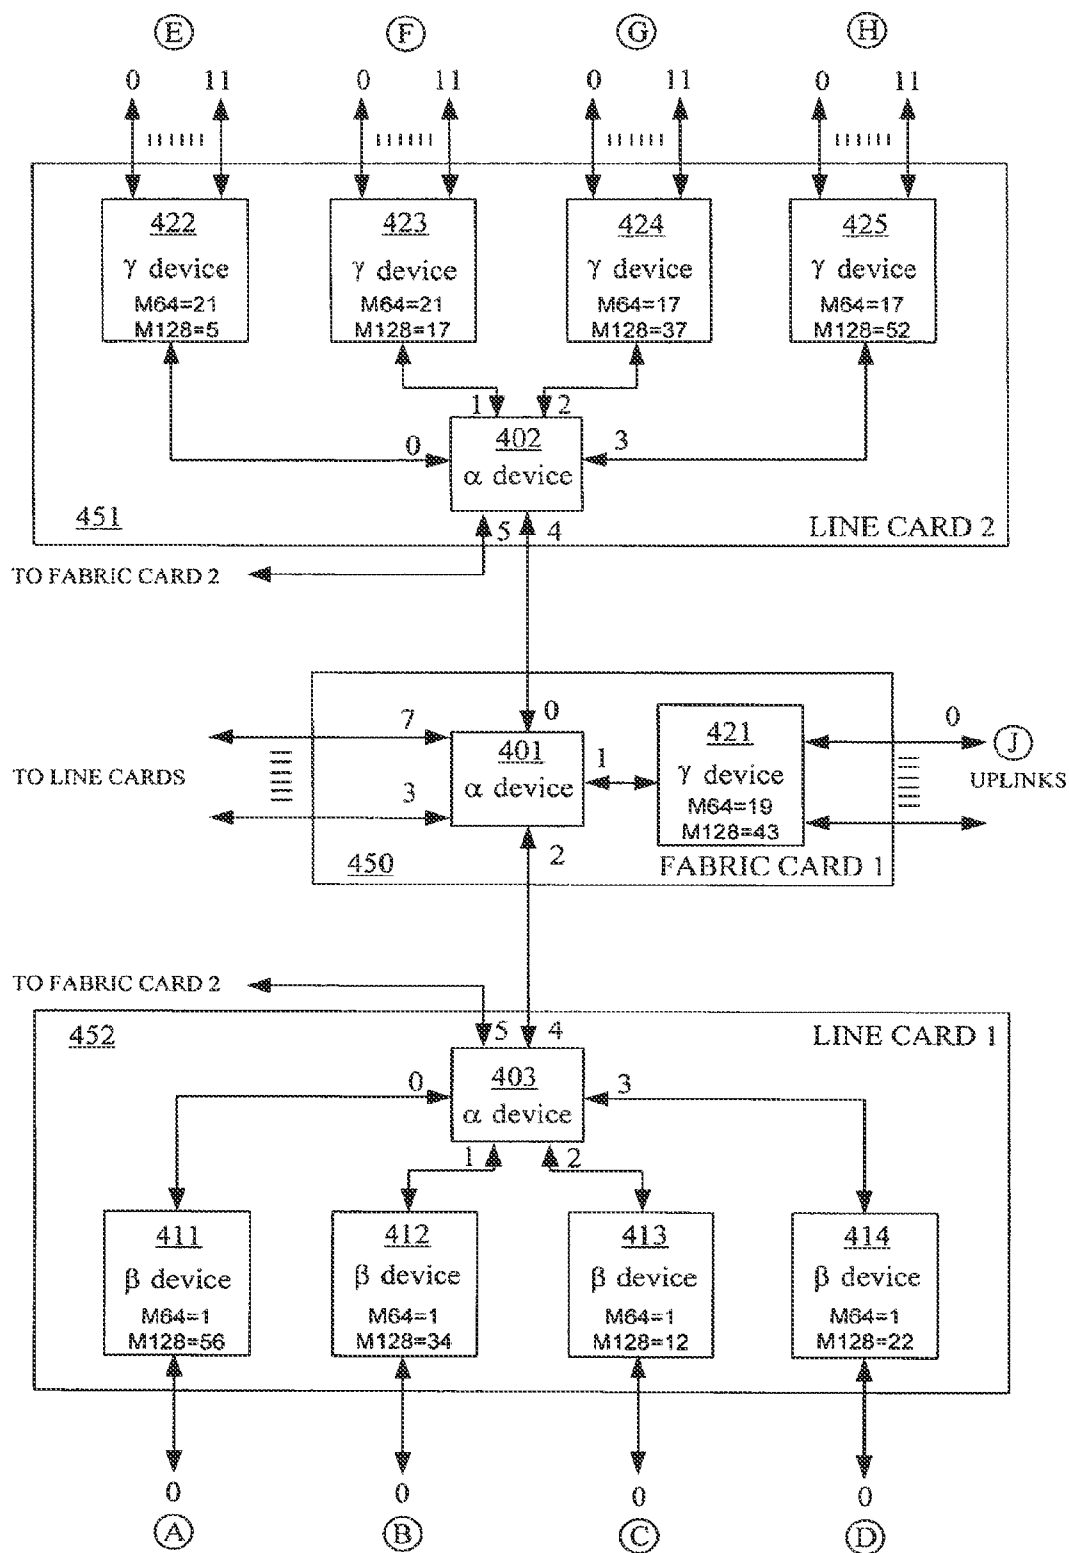 E F G H
0 11 0 11 0 11 0 11
422 423 424 425
γ device γ device γ device γ device
M64=21 M64=21 M64=17 M64=17
M128=5 M128=17 M128=37 M128=52
1 2
0 402 3
α device
451 5 4 LINE CARD 2
TO FABRIC CARD 2
7 0 421 0 J
401 1 γ device
TO LINE CARDS α device M64=19 UPLINKS
3 M128=43
450 2 FABRIC CARD 1
TO FABRIC CARD 2
452 5 4 LINE CARD 1
0 403 3
α device
1 2
411 412 413 414
β device β device β device β device
M64=1 M64=1 M64=1 M64=1
M128=56 M128=34 M128=12 M128=22
0 0 0 0
A B C D